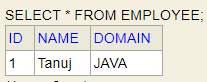 SELECT * FROM EMPLOYEE;
ID NAME DOMAIN
1 Tanuj JAVA